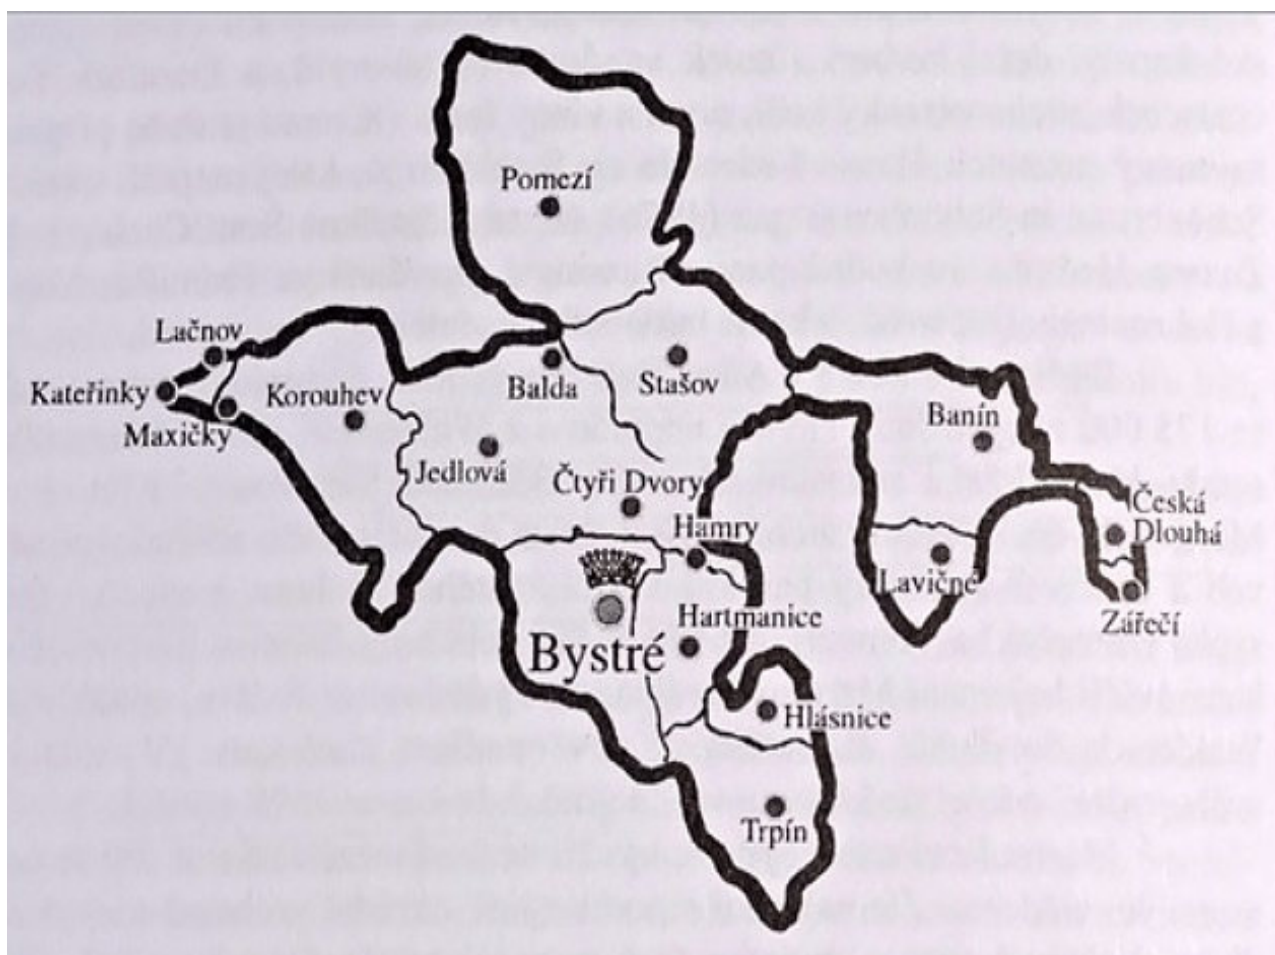 Pomezí
Lačnov
Kateřinky
Korouhev
Maxičky
Balda
Stašov
Banín
Jedlová
Čtyři Dvory
Hamry
Česká
Dlouhá
Lavičné
Zářečí
Hartmanice
Bystré
Hlásnice
Trpín